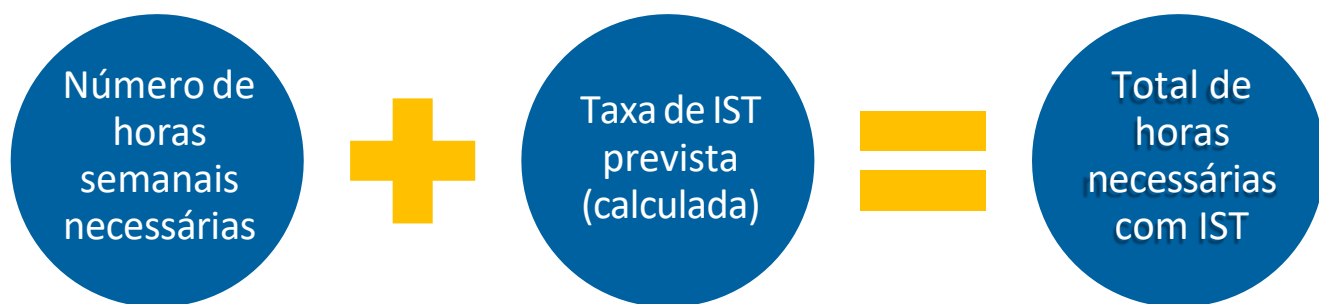 Número de
horas
semanais
necessárias
Taxa de IST
prevista
(calculada)
Total de
horas
necessárias
com IST